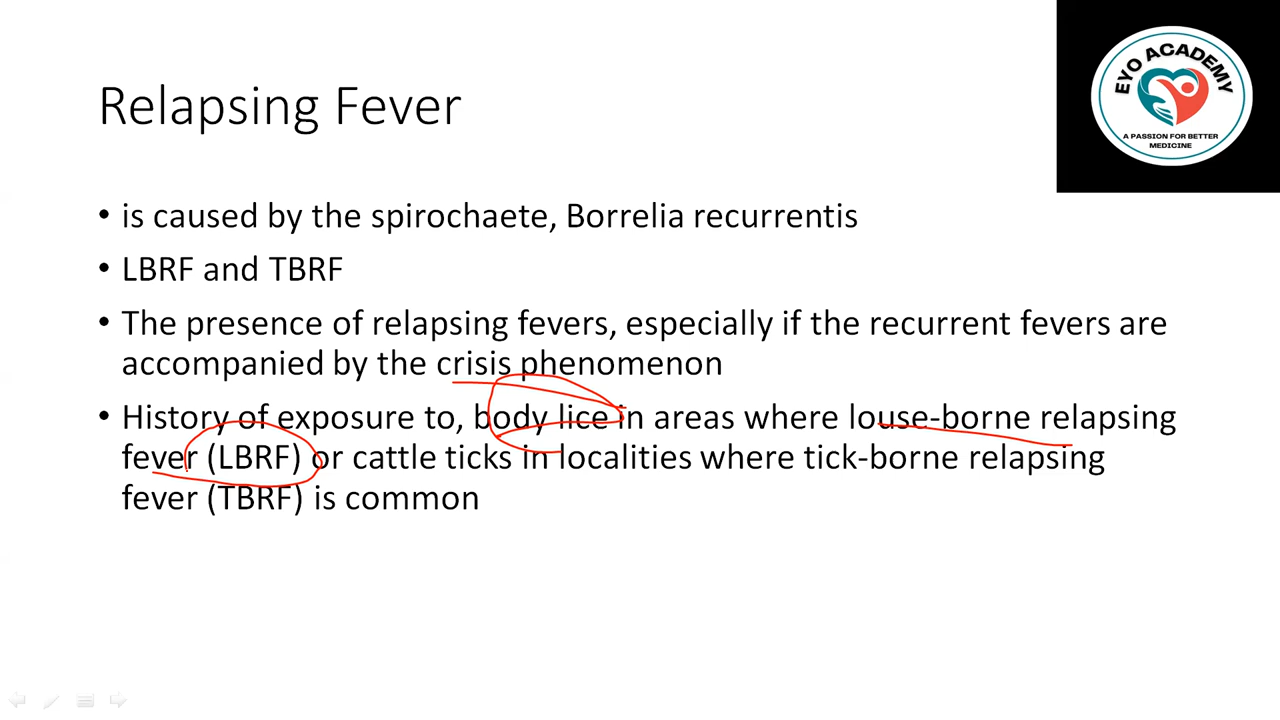 EYO ACADEMY
A PASSION FOR BETTER
MEDICINE
Relapsing Fever
• is caused by the spirochaete, Borrelia recurrentis
• LBRF and TBRF
• The presence of relapsing fevers, especially if the recurrent fevers are
accompanied by the crisis phenomenon
• History of exposure to, body lice in areas where louse-borne relapsing
fever (LBRF) or cattle ticks in localities where tick-borne relapsing
fever (TBRF) is common